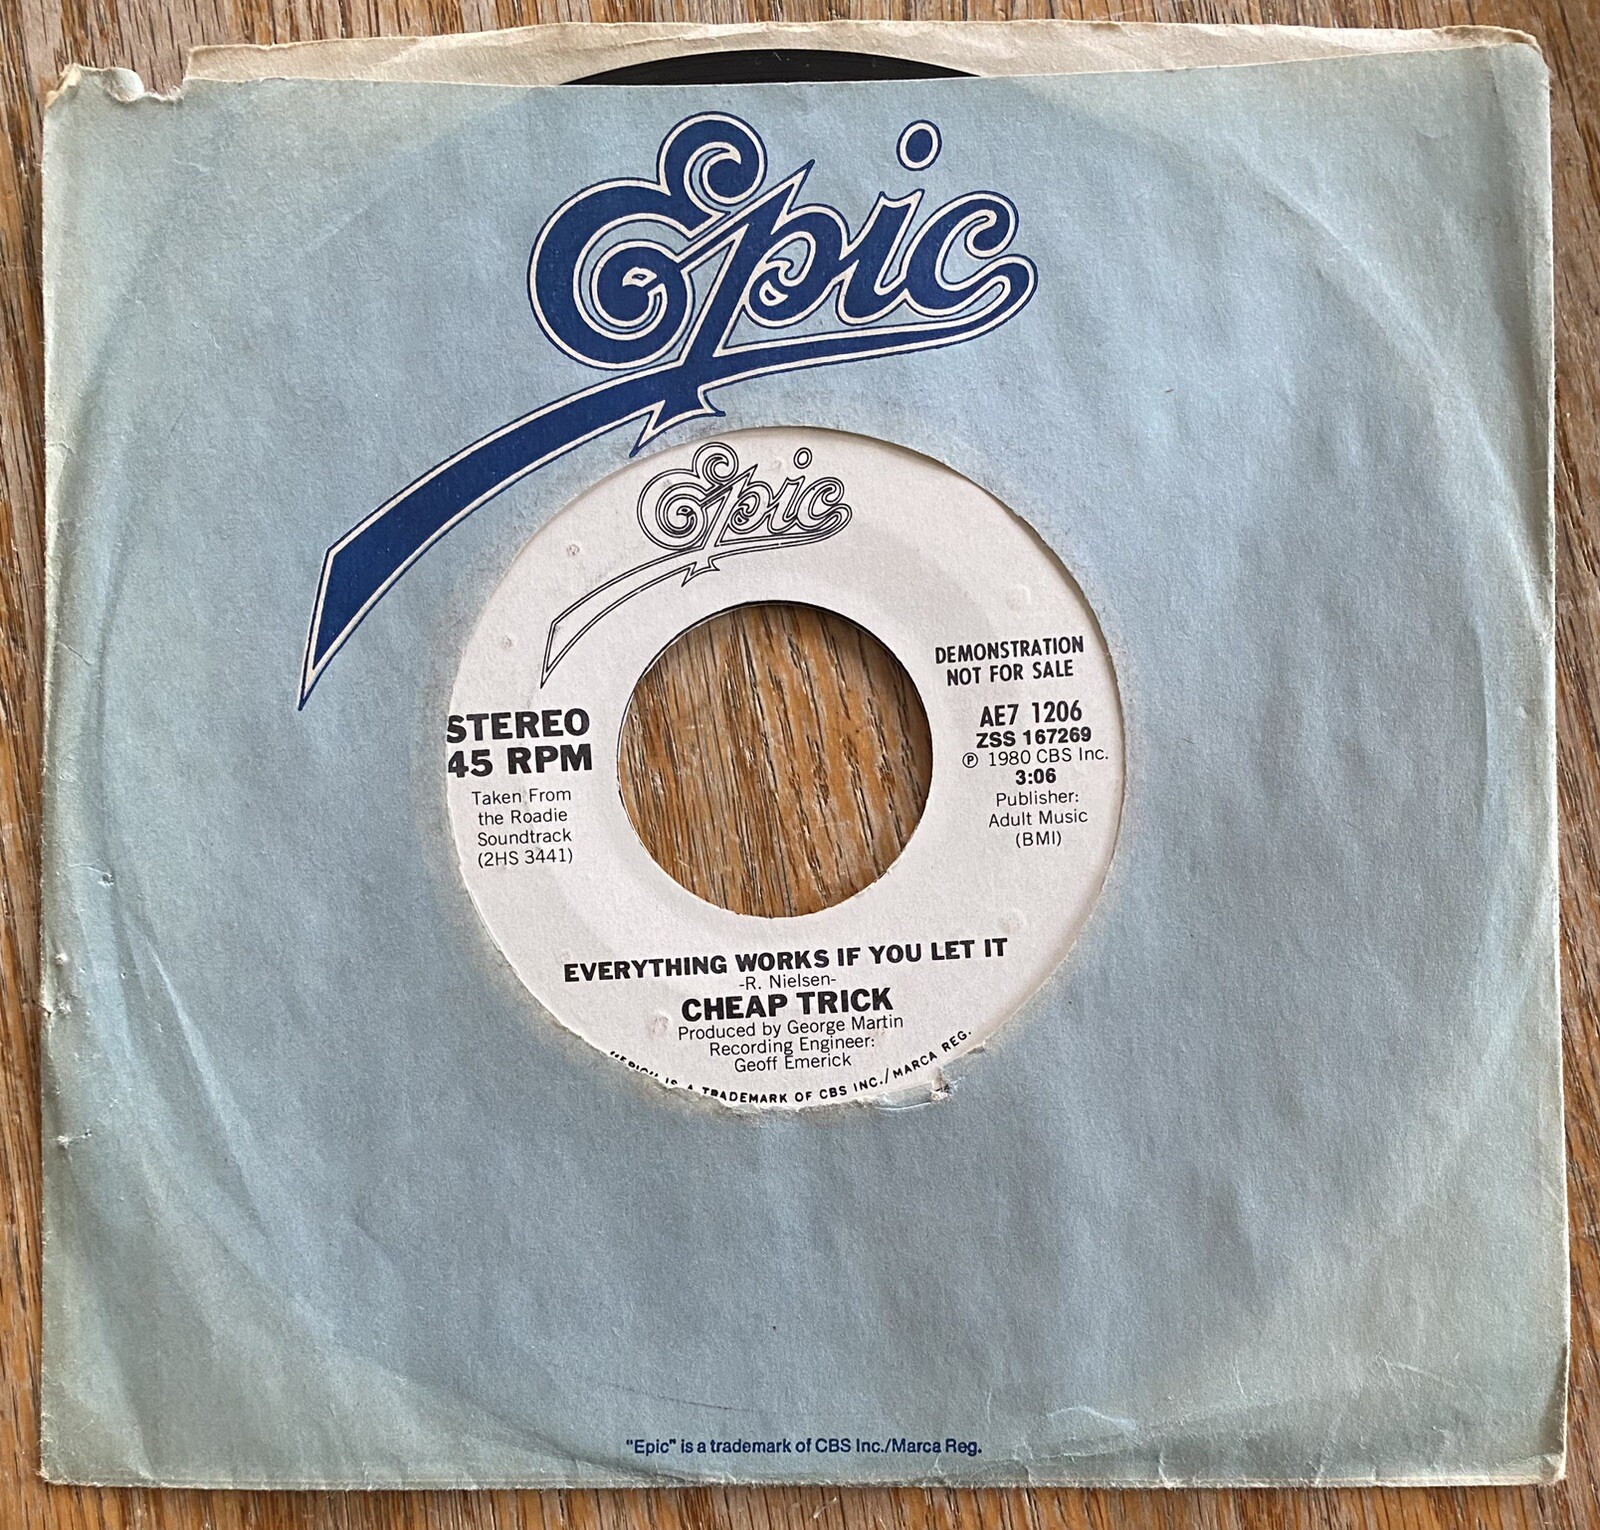 Epic
Epic
DEMONSTRATION
NOT FOR SALE
STEREO
45 RPM
Taken From
the Roadie
Soundtrack
(2HS 3441)
AE7 1206
ZSS 167269
℗ 1980 CBS Inc.
3:06
Publisher:
Adult Music
(BMI)
EVERYTHING WORKS IF YOU LET IT
-R. Nielsen-
CHEAP TRICK
Produced by George Martin
Recording Engineer:
Geoff Emerick
"EPIC" IS A TRADEMARK OF CBS INC./MARCA REG.
"Epic" is a trademark of CBS Inc./Marca Reg.